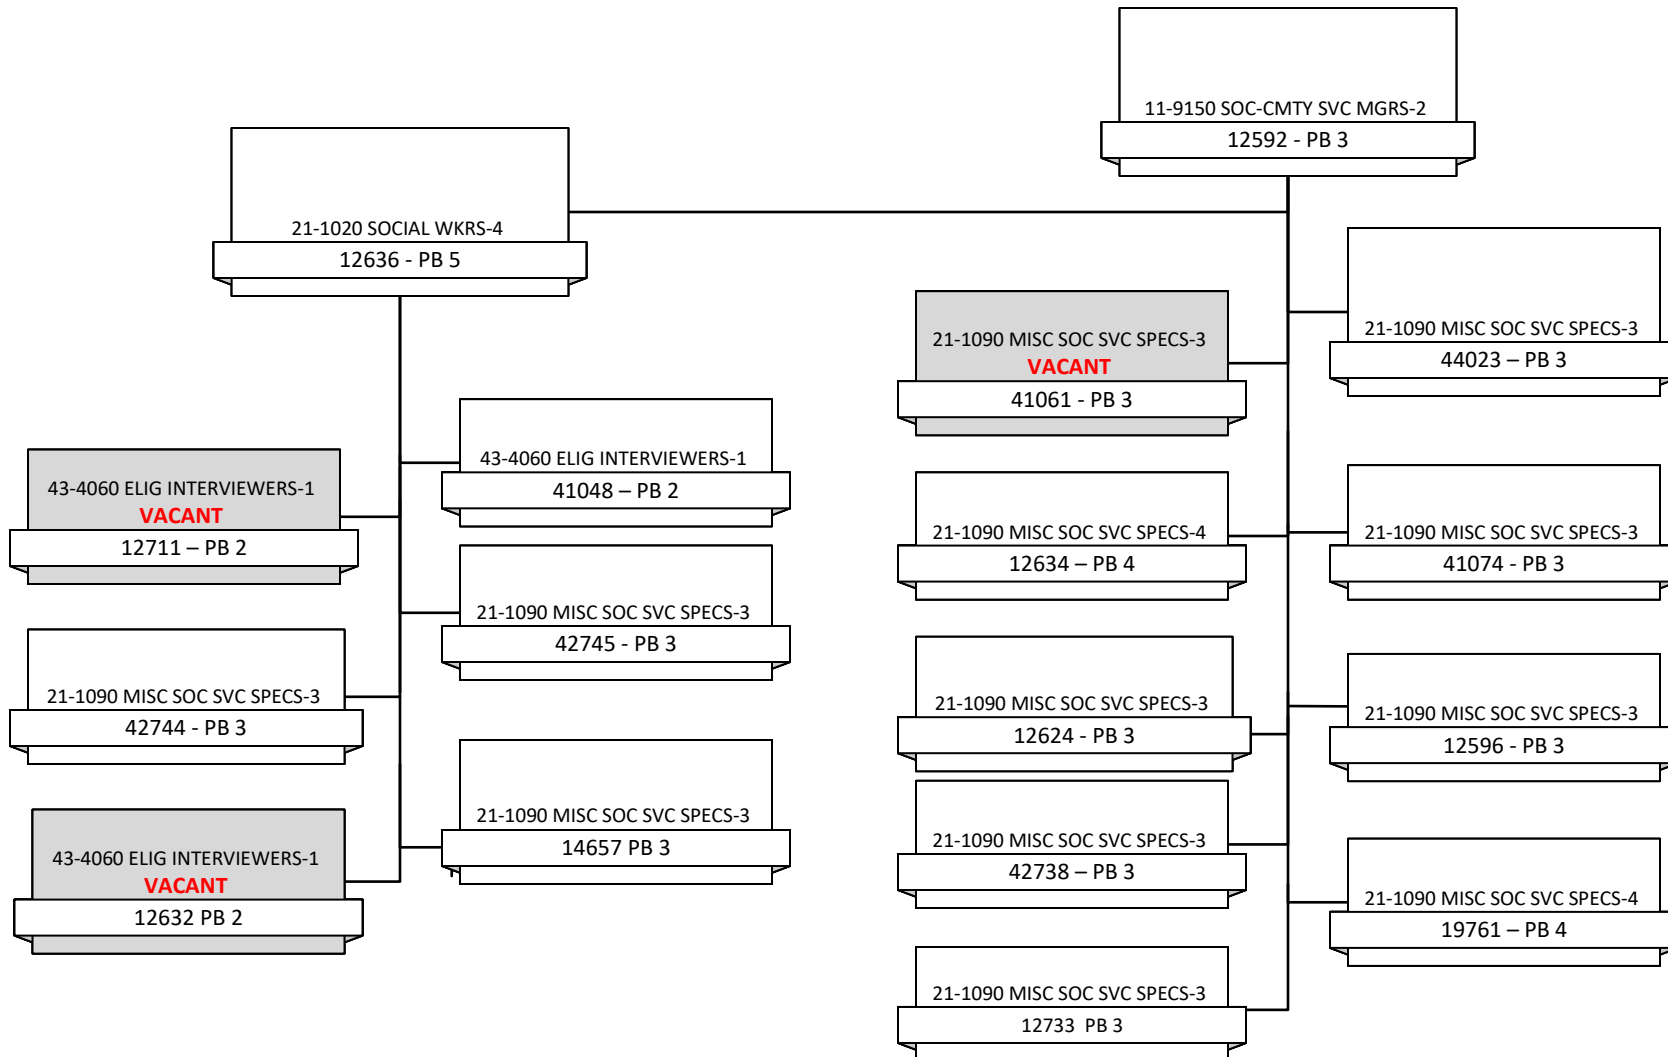 11-9150 SOC-CMTY SVC MGRS-2
12592 - PB 3
21-1020 SOCIAL WKRS-4
12636 - PB 5
43-4060 ELIG INTERVIEWERS-1
41048 – PB 2
43-4060 ELIG INTERVIEWERS-1
VACANT
12711 – PB 2
21-1090 MISC SOC SVC SPECS-3
42745 - PB 3
21-1090 MISC SOC SVC SPECS-3
42744 - PB 3
21-1090 MISC SOC SVC SPECS-3
14657 PB 3
43-4060 ELIG INTERVIEWERS-1
VACANT
12632 PB 2
21-1090 MISC SOC SVC SPECS-3
VACANT
41061 - PB 3
21-1090 MISC SOC SVC SPECS-3
44023 – PB 3
21-1090 MISC SOC SVC SPECS-4
12634 – PB 4
21-1090 MISC SOC SVC SPECS-3
41074 - PB 3
21-1090 MISC SOC SVC SPECS-3
12624 - PB 3
21-1090 MISC SOC SVC SPECS-3
12596 - PB 3
21-1090 MISC SOC SVC SPECS-3
42738 – PB 3
21-1090 MISC SOC SVC SPECS-4
19761 – PB 4
21-1090 MISC SOC SVC SPECS-3
12733  PB 3